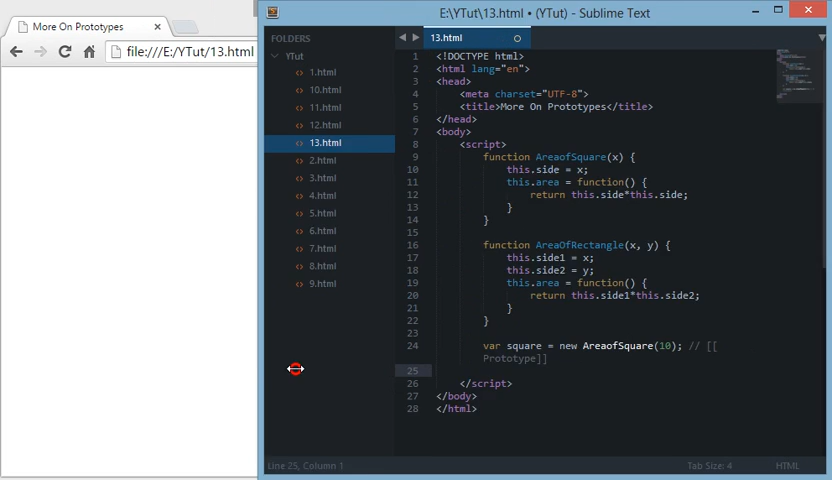 More On Prototypes
file:///E:/YTut/13.html
E:\YTut\13.html • (YTut) - Sublime Text
FOLDERS
YTut
1.html
10.html
11.html
12.html
13.html
2.html
3.html
4.html
5.html
6.html
7.html
8.html
9.html
13.html
1 <!DOCTYPE html>
2 <html lang="en">
3 <head>
4 <meta charset="UTF-8">
5 <title>More On Prototypes</title>
6 </head>
7 <body>
8 <script>
9 function AreaofSquare(x) {
10 this.side = x;
11 this.area = function() {
12 return this.side*this.side;
13 }
14 }
15
16 function AreaOfRectangle(x, y) {
17 this.side1 = x;
18 this.side2 = y;
19 this.area = function() {
20 return this.side1*this.side2;
21 }
22 }
23
24 var square = new AreaofSquare(10); // [[
Prototype]]
25
26 </script>
27 </body>
28 </html>
Line 25, Column 1
Tab Size: 4
HTML